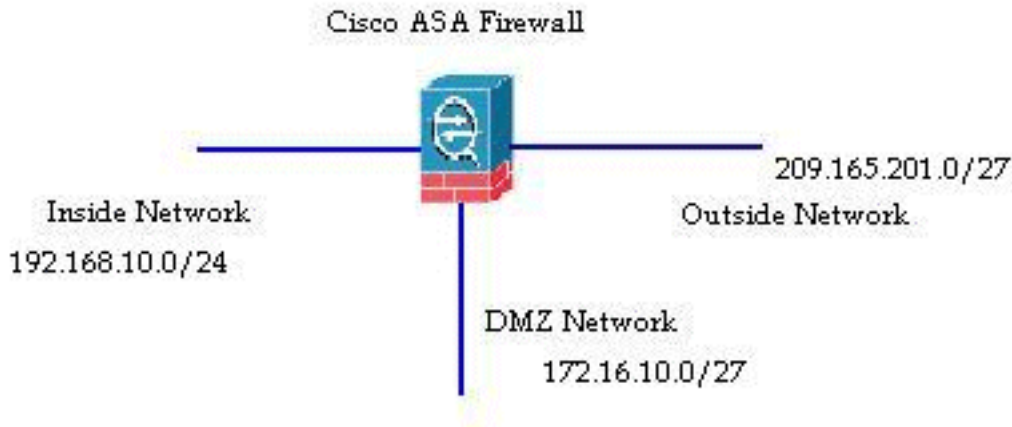 Cisco ASA Firewall
209.165.201.0/27
Inside Network
Outside Network
192.168.10.0/24
DMZ Network
172.16.10.0/27